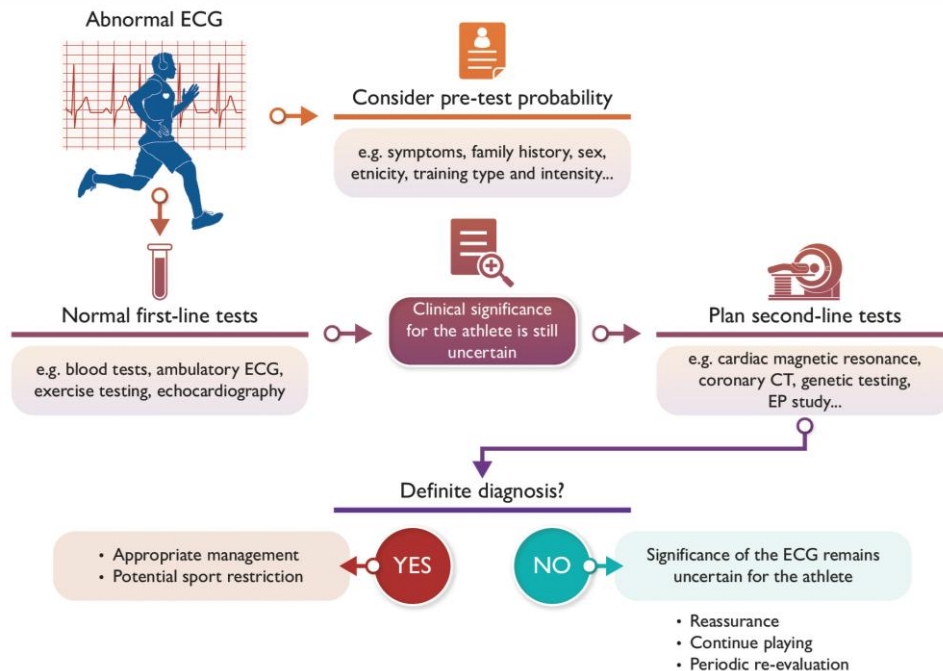 Abnormal ECG
Consider pre-test probability
e.g. symptoms, family history, sex,
etnicity, training type and intensity...
Normal first-line tests
e.g. blood tests, ambulatory ECG,
exercise testing, echocardiography
Clinical significance
for the athlete is still
uncertain
Plan second-line tests
e.g. cardiac magnetic resonance,
coronary CT, genetic testing,
EP study...
Definite diagnosis?
• Appropriate management
• Potential sport restriction
YES
NO
Significance of the ECG remains
uncertain for the athlete
• Reassurance
• Continue playing
• Periodic re-evaluation